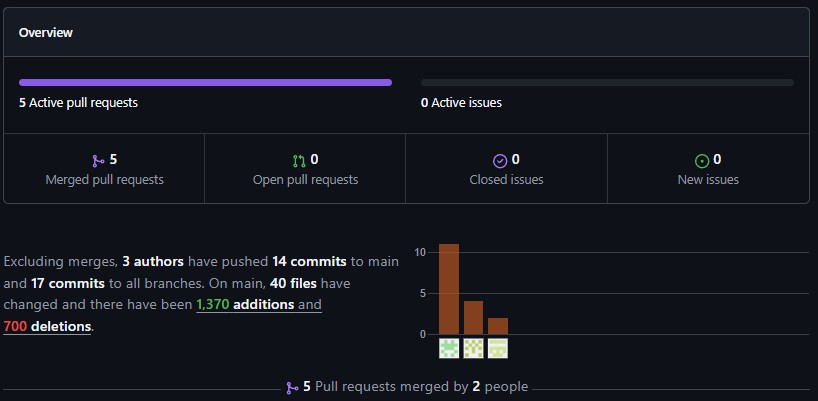 Overview
5 Active pull requests
0 Active issues
5
Merged pull requests
0
Open pull requests
0
Closed issues
0
New issues
Excluding merges, 3 authors have pushed 14 commits to main
and 17 commits to all branches. On main, 40 files have
changed and there have been 1,370 additions and
700 deletions.
10
5
0
5 Pull requests merged by 2 people